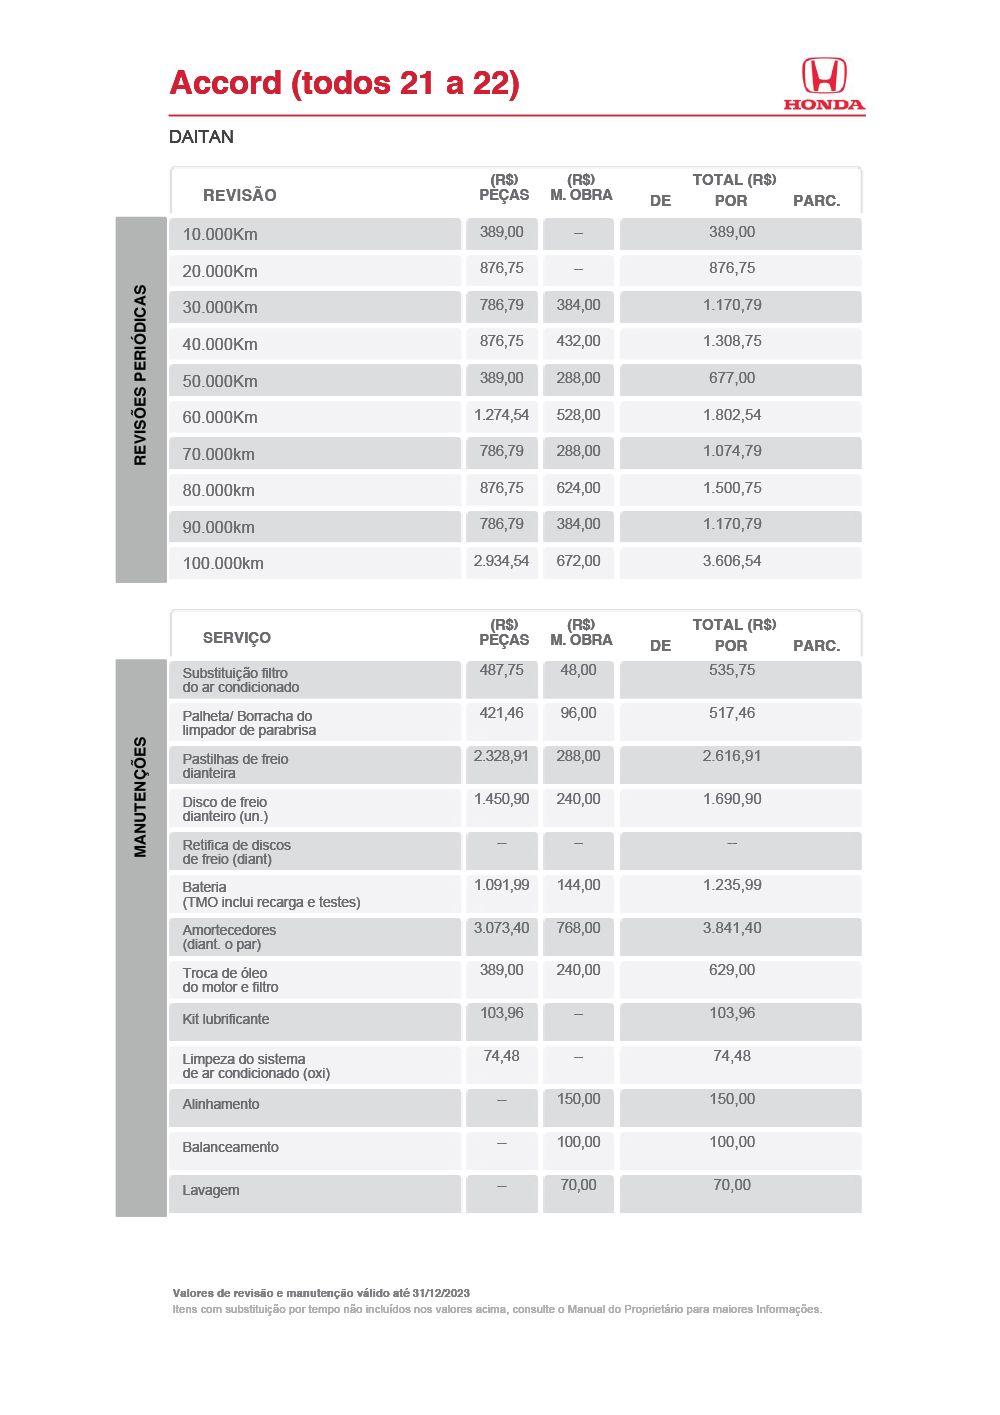 Accord (todos 21 a 22)
HONDA
DAITAN
REVISÃO (R$) PEÇAS (R$) M. OBRA TOTAL (R$) DE POR PARC.
REVISÕES PERIÓDICAS
10.000Km 389,00 -- 389,00
20.000Km 876,75 -- 876,75
30.000Km 786,79 384,00 1.170,79
40.000Km 876,75 432,00 1.308,75
50.000Km 389,00 288,00 677,00
60.000Km 1.274,54 528,00 1.802,54
70.000km 786,79 288,00 1.074,79
80.000km 876,75 624,00 1.500,75
90.000km 786,79 384,00 1.170,79
100.000km 2.934,54 672,00 3.606,54
SERVIÇO (R$) PEÇAS (R$) M. OBRA TOTAL (R$) DE POR PARC.
MANUTENÇÕES
Substituição filtro 487,75 48,00 535,75
do ar condicionado
Palheta/ Borracha do 421,46 96,00 517,46
limpador de parabrisa
Pastilhas de freio 2.328,91 288,00 2.616,91
dianteira
Disco de freio 1.450,90 240,00 1.690,90
dianteiro (un.)
Retifica de discos -- -- --
de freio (diant)
Bateria 1.091,99 144,00 1.235,99
(TMO inclui recarga e testes)
Amortecedores 3.073,40 768,00 3.841,40
(diant. o par)
Troca de óleo 389,00 240,00 629,00
do motor e filtro
Kit lubrificante 103,96 -- 103,96
Limpeza do sistema 74,48 -- 74,48
de ar condicionado (oxi)
Alinhamento -- 150,00 150,00
Balanceamento -- 100,00 100,00
Lavagem -- 70,00 70,00
Valores de revisão e manutenção válido até 31/12/2023
Itens com substituição por tempo não incluídos nos valores acima, consulte o Manual do Proprietário para maiores Informações.